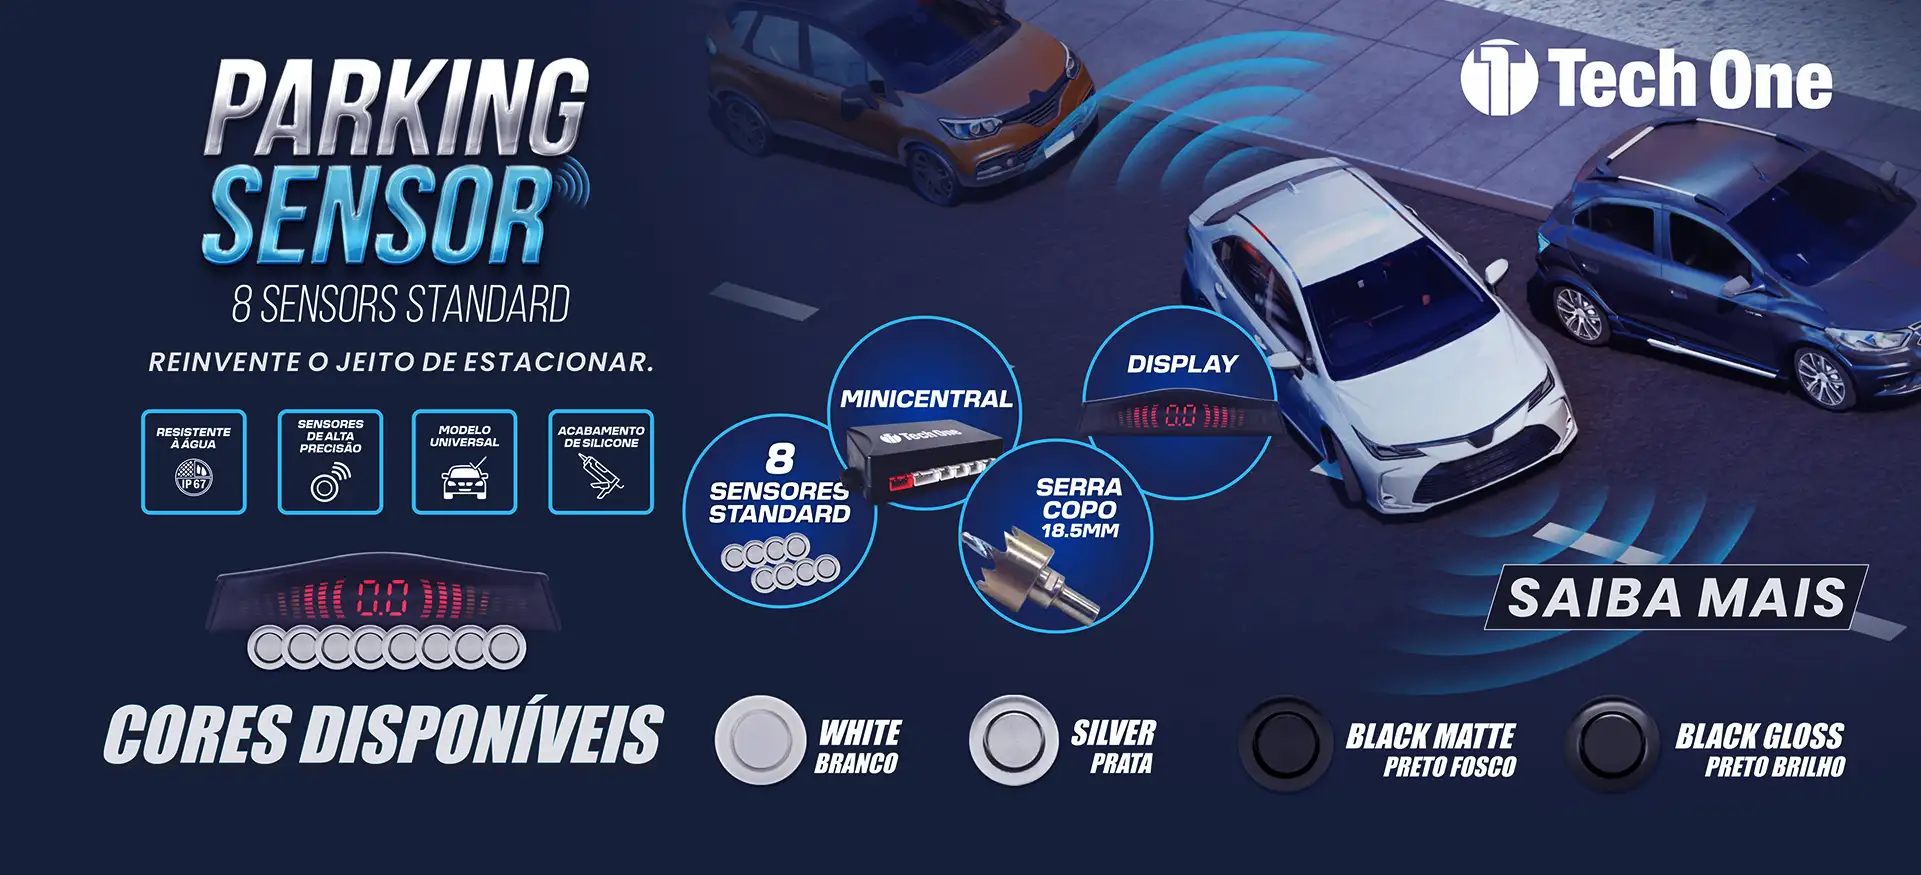 PARKING
SENSOR
8 SENSORS STANDARD
REINVENTE O JEITO DE ESTACIONAR.
RESISTENTE
À ÁGUA
IP67
SENSORES
DE ALTA
PRECISÃO
MODELO
UNIVERSAL
ACABAMENTO
DE SILICONE
0.0
Tech One
8
SENSORES
STANDARD
MINICENTRAL
Tech One
SERRA
COPO
18.5MM
DISPLAY
0.0
SAIBA MAIS
CORES DISPONÍVEIS
WHITE
BRANCO
SILVER
PRATA
BLACK MATTE
PRETO FOSCO
BLACK GLOSS
PRETO BRILHO